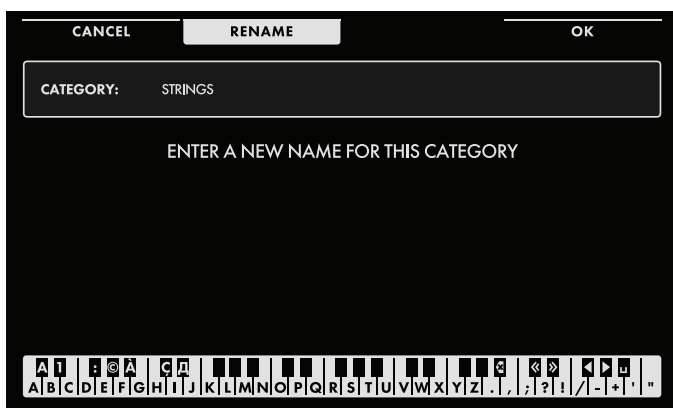 CANCEL RENAME OK
CATEGORY: STRINGS
ENTER A NEW NAME FOR THIS CATEGORY
A 1 : © À Ç Д « » ◀ ▶ ␣
A B C D E F G H I J K L M N O P Q R S T U V W X Y Z . , ; ? ! / - + ' "